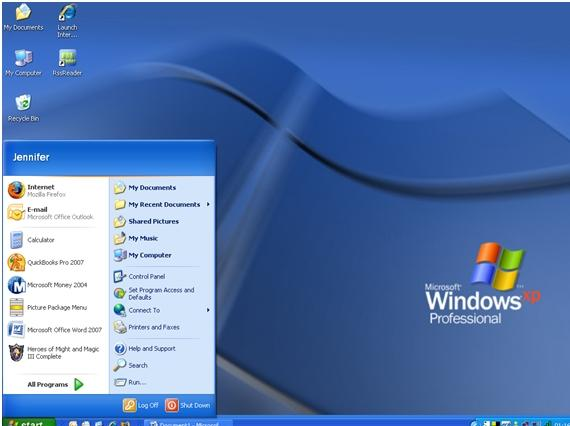 My Documents
Launch
Inter...
My Computer
RssReader
Recycle Bin
Jennifer
Internet
Mozilla Firefox
E-mail
Microsoft Office Outlook
Calculator
QuickBooks Pro 2007
Microsoft Money 2004
Picture Package Menu
Microsoft Office Word 2007
Heroes of Might and Magic
III Complete
All Programs
My Documents
My Recent Documents
Shared Pictures
My Music
My Computer
Control Panel
Set Program Access and
Defaults
Connect To
Printers and Faxes
Help and Support
Search
Run...
Log Off
Shut Down
Microsoft
Windows xp
Professional
start
Document1 - Microsof